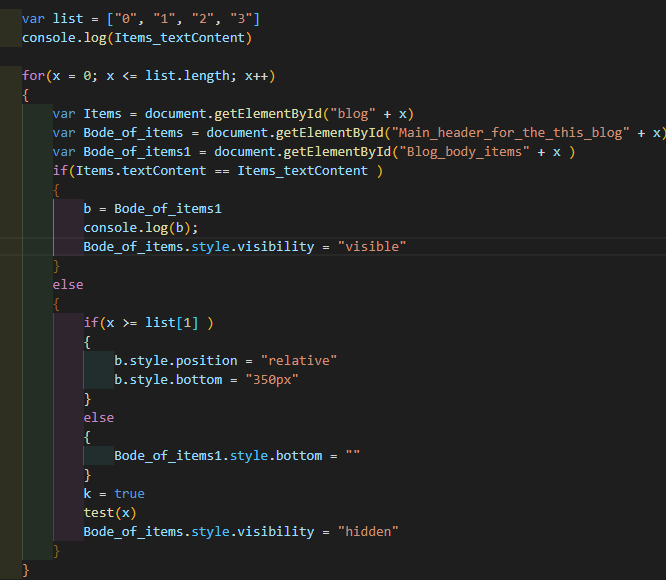 var list = ["0", "1", "2", "3"]
console.log(Items_textContent)
for(x = 0; x <= list.length; x++)
{
var Items = document.getElementById("blog" + x)
var Bode_of_items = document.getElementById("Main_header_for_the_this_blog" + x)
var Bode_of_items1 = document.getElementById("Blog_body_items" + x )
if(Items.textContent == Items_textContent )
{
b = Bode_of_items1
console.log(b);
Bode_of_items.style.visibility = "visible"
}
else
{
if(x >= list[1] )
{
b.style.position = "relative"
b.style.bottom = "350px"
}
else
{
Bode_of_items1.style.bottom = ""
}
k = true
test(x)
Bode_of_items.style.visibility = "hidden"
}
}